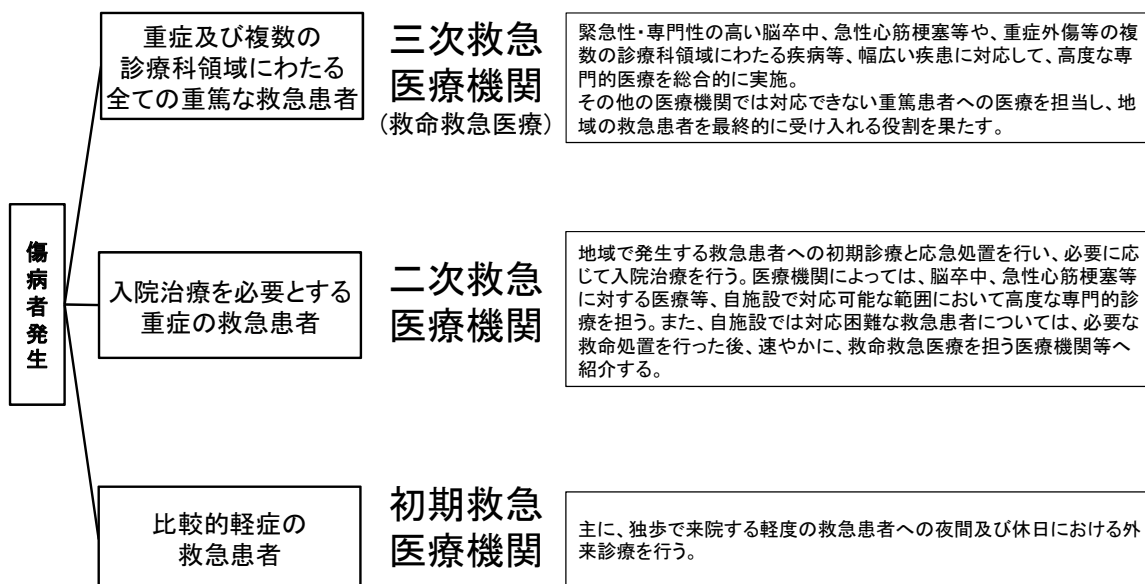 傷病者発生
重症及び複数の
診療科領域にわたる
全ての重篤な救急患者
三次救急
医療機関
(救命救急医療)
緊急性・専門性の高い脳卒中、急性心筋梗塞等や、重症外傷等の複
数の診療科領域にわたる疾病等、幅広い疾患に対応して、高度な専
門的医療を総合的に実施。
その他の医療機関では対応できない重篤患者への医療を担当し、地
域の救急患者を最終的に受け入れる役割を果たす。
入院治療を必要とする
重症の救急患者
二次救急
医療機関
地域で発生する救急患者への初期診療と応急処置を行い、必要に応
じて入院治療を行う。医療機関によっては、脳卒中、急性心筋梗塞等
に対する医療等、自施設で対応可能な範囲において高度な専門的診
療を担う。また、自施設では対応困難な救急患者については、必要な
救命処置を行った後、速やかに、救命救急医療を担う医療機関等へ
紹介する。
比較的軽症の
救急患者
初期救急
医療機関
主に、独歩で来院する軽度の救急患者への夜間及び休日における外
来診療を行う。